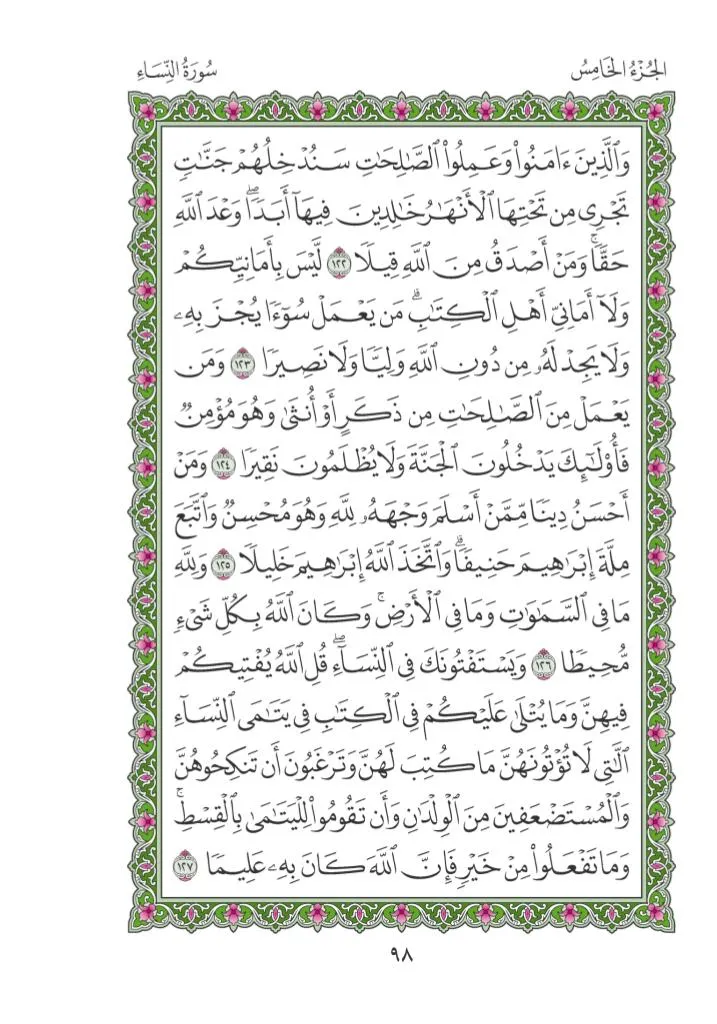 الجُزْءُ الخَامِسُ
سُورَةُ النِّسَاءِ
وَٱلَّذِينَ ءَامَنُوا۟ وَعَمِلُوا۟ ٱلصَّٰلِحَٰتِ سَنُدْخِلُهُمْ جَنَّٰتٍ
تَجْرِى مِن تَحْتِهَا ٱلْأَنْهَٰرُ خَٰلِدِينَ فِيهَآ أَبَدًا ۖ وَعْدَ ٱللَّهِ
حَقًّا ۚ وَمَنْ أَصْدَقُ مِنَ ٱللَّهِ قِيلًا ١٢٢ لَّيْسَ بِأَمَانِيِّكُمْ
وَلَآ أَمَانِىِّ أَهْلِ ٱلْكِتَٰبِ ۗ مَن يَعْمَلْ سُوٓءًا يُجْزَ بِهِۦ
وَلَا يَجِدْ لَهُۥ مِن دُونِ ٱللَّهِ وَلِيًّا وَلَا نَصِيرًا ١٢٣ وَمَن
يَعْمَلْ مِنَ ٱلصَّٰلِحَٰتِ مِن ذَكَرٍ أَوْ أُنثَىٰ وَهُوَ مُؤْمِنٌ
فَأُو۟لَٰٓئِكَ يَدْخُلُونَ ٱلْجَنَّةَ وَلَا يُظْلَمُونَ نَقِيرًا ١٢٤ وَمَنْ
أَحْسَنُ دِينًا مِّمَّنْ أَسْلَمَ وَجْهَهُۥ لِلَّهِ وَهُوَ مُحْسِنٌ وَٱتَّبَعَ
مِلَّةَ إِبْرَٰهِيمَ حَنِيفًا ۗ وَٱتَّخَذَ ٱللَّهُ إِبْرَٰهِيمَ خَلِيلًا ١٢٥ وَلِلَّهِ
مَا فِى ٱلسَّمَٰوَٰتِ وَمَا فِى ٱلْأَرْضِ ۚ وَكَانَ ٱللَّهُ بِكُلِّ شَىْءٍ
مُّحِيطًا ١٢٦ وَيَسْتَفْتُونَكَ فِى ٱلنِّسَآءِ ۖ قُلِ ٱللَّهُ يُفْتِيكُمْ
فِيهِنَّ وَمَا يُتْلَىٰ عَلَيْكُمْ فِى ٱلْكِتَٰبِ فِى يَتَٰمَى ٱلنِّسَآءِ
ٱلَّٰتِى لَا تُؤْتُونَهُنَّ مَا كُتِبَ لَهُنَّ وَتَرْغَبُونَ أَن تَنكِحُوهُنَّ
وَٱلْمُسْتَضْعَفِينَ مِنَ ٱلْوِلْدَٰنِ وَأَن تَقُومُوا۟ لِلْيَتَٰمَىٰ بِٱلْقِسْطِ ۚ
وَمَا تَفْعَلُوا۟ مِنْ خَيْرٍ فَإِنَّ ٱللَّهَ كَانَ بِهِۦ عَلِيمًا ١٢٧
٩٨